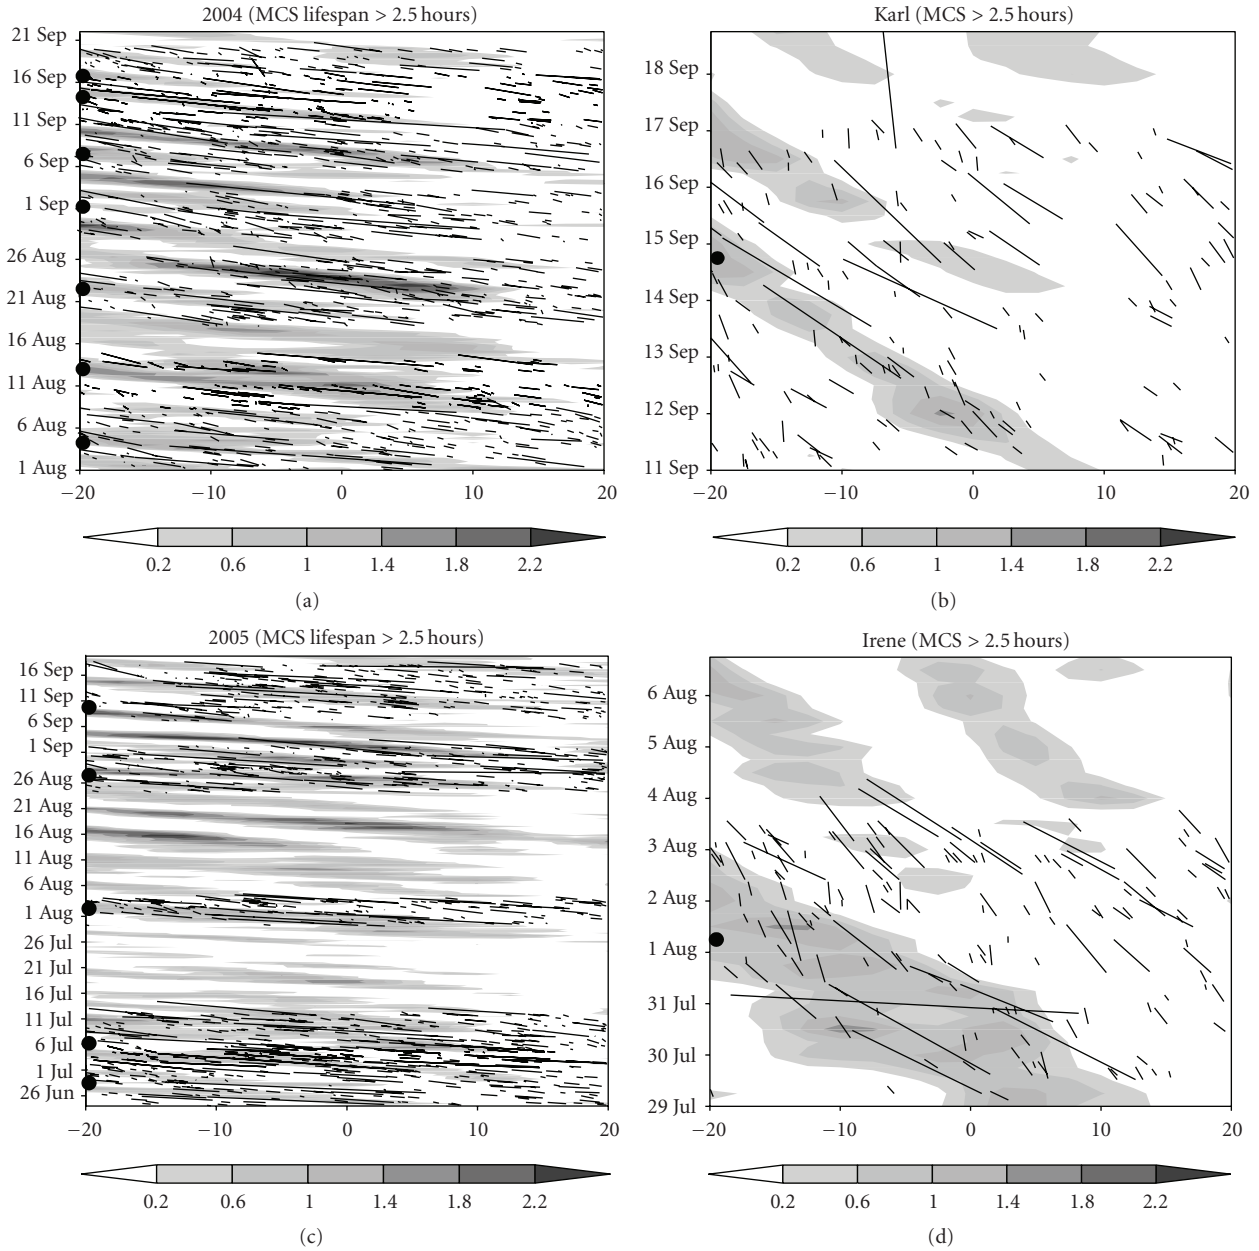 2004 (MCS lifespan > 2.5 hours)
21 Sep
16 Sep
11 Sep
6 Sep
1 Sep
26 Aug
21 Aug
16 Aug
11 Aug
6 Aug
1 Aug
−20 −10 0 10 20
0.2 0.6 1 1.4 1.8 2.2
(a)
Karl (MCS > 2.5 hours)
18 Sep
17 Sep
16 Sep
15 Sep
14 Sep
13 Sep
12 Sep
11 Sep
−20 −10 0 10 20
0.2 0.6 1 1.4 1.8 2.2
(b)
2005 (MCS lifespan > 2.5 hours)
16 Sep
11 Sep
6 Sep
1 Sep
26 Aug
21 Aug
16 Aug
11 Aug
6 Aug
1 Aug
26 Jul
21 Jul
16 Jul
11 Jul
6 Jul
1 Jul
26 Jun
−20 −10 0 10 20
0.2 0.6 1 1.4 1.8 2.2
(c)
Irene (MCS > 2.5 hours)
6 Aug
5 Aug
4 Aug
3 Aug
2 Aug
1 Aug
31 Jul
30 Jul
29 Jul
−20 −10 0 10 20
0.2 0.6 1 1.4 1.8 2.2
(d)